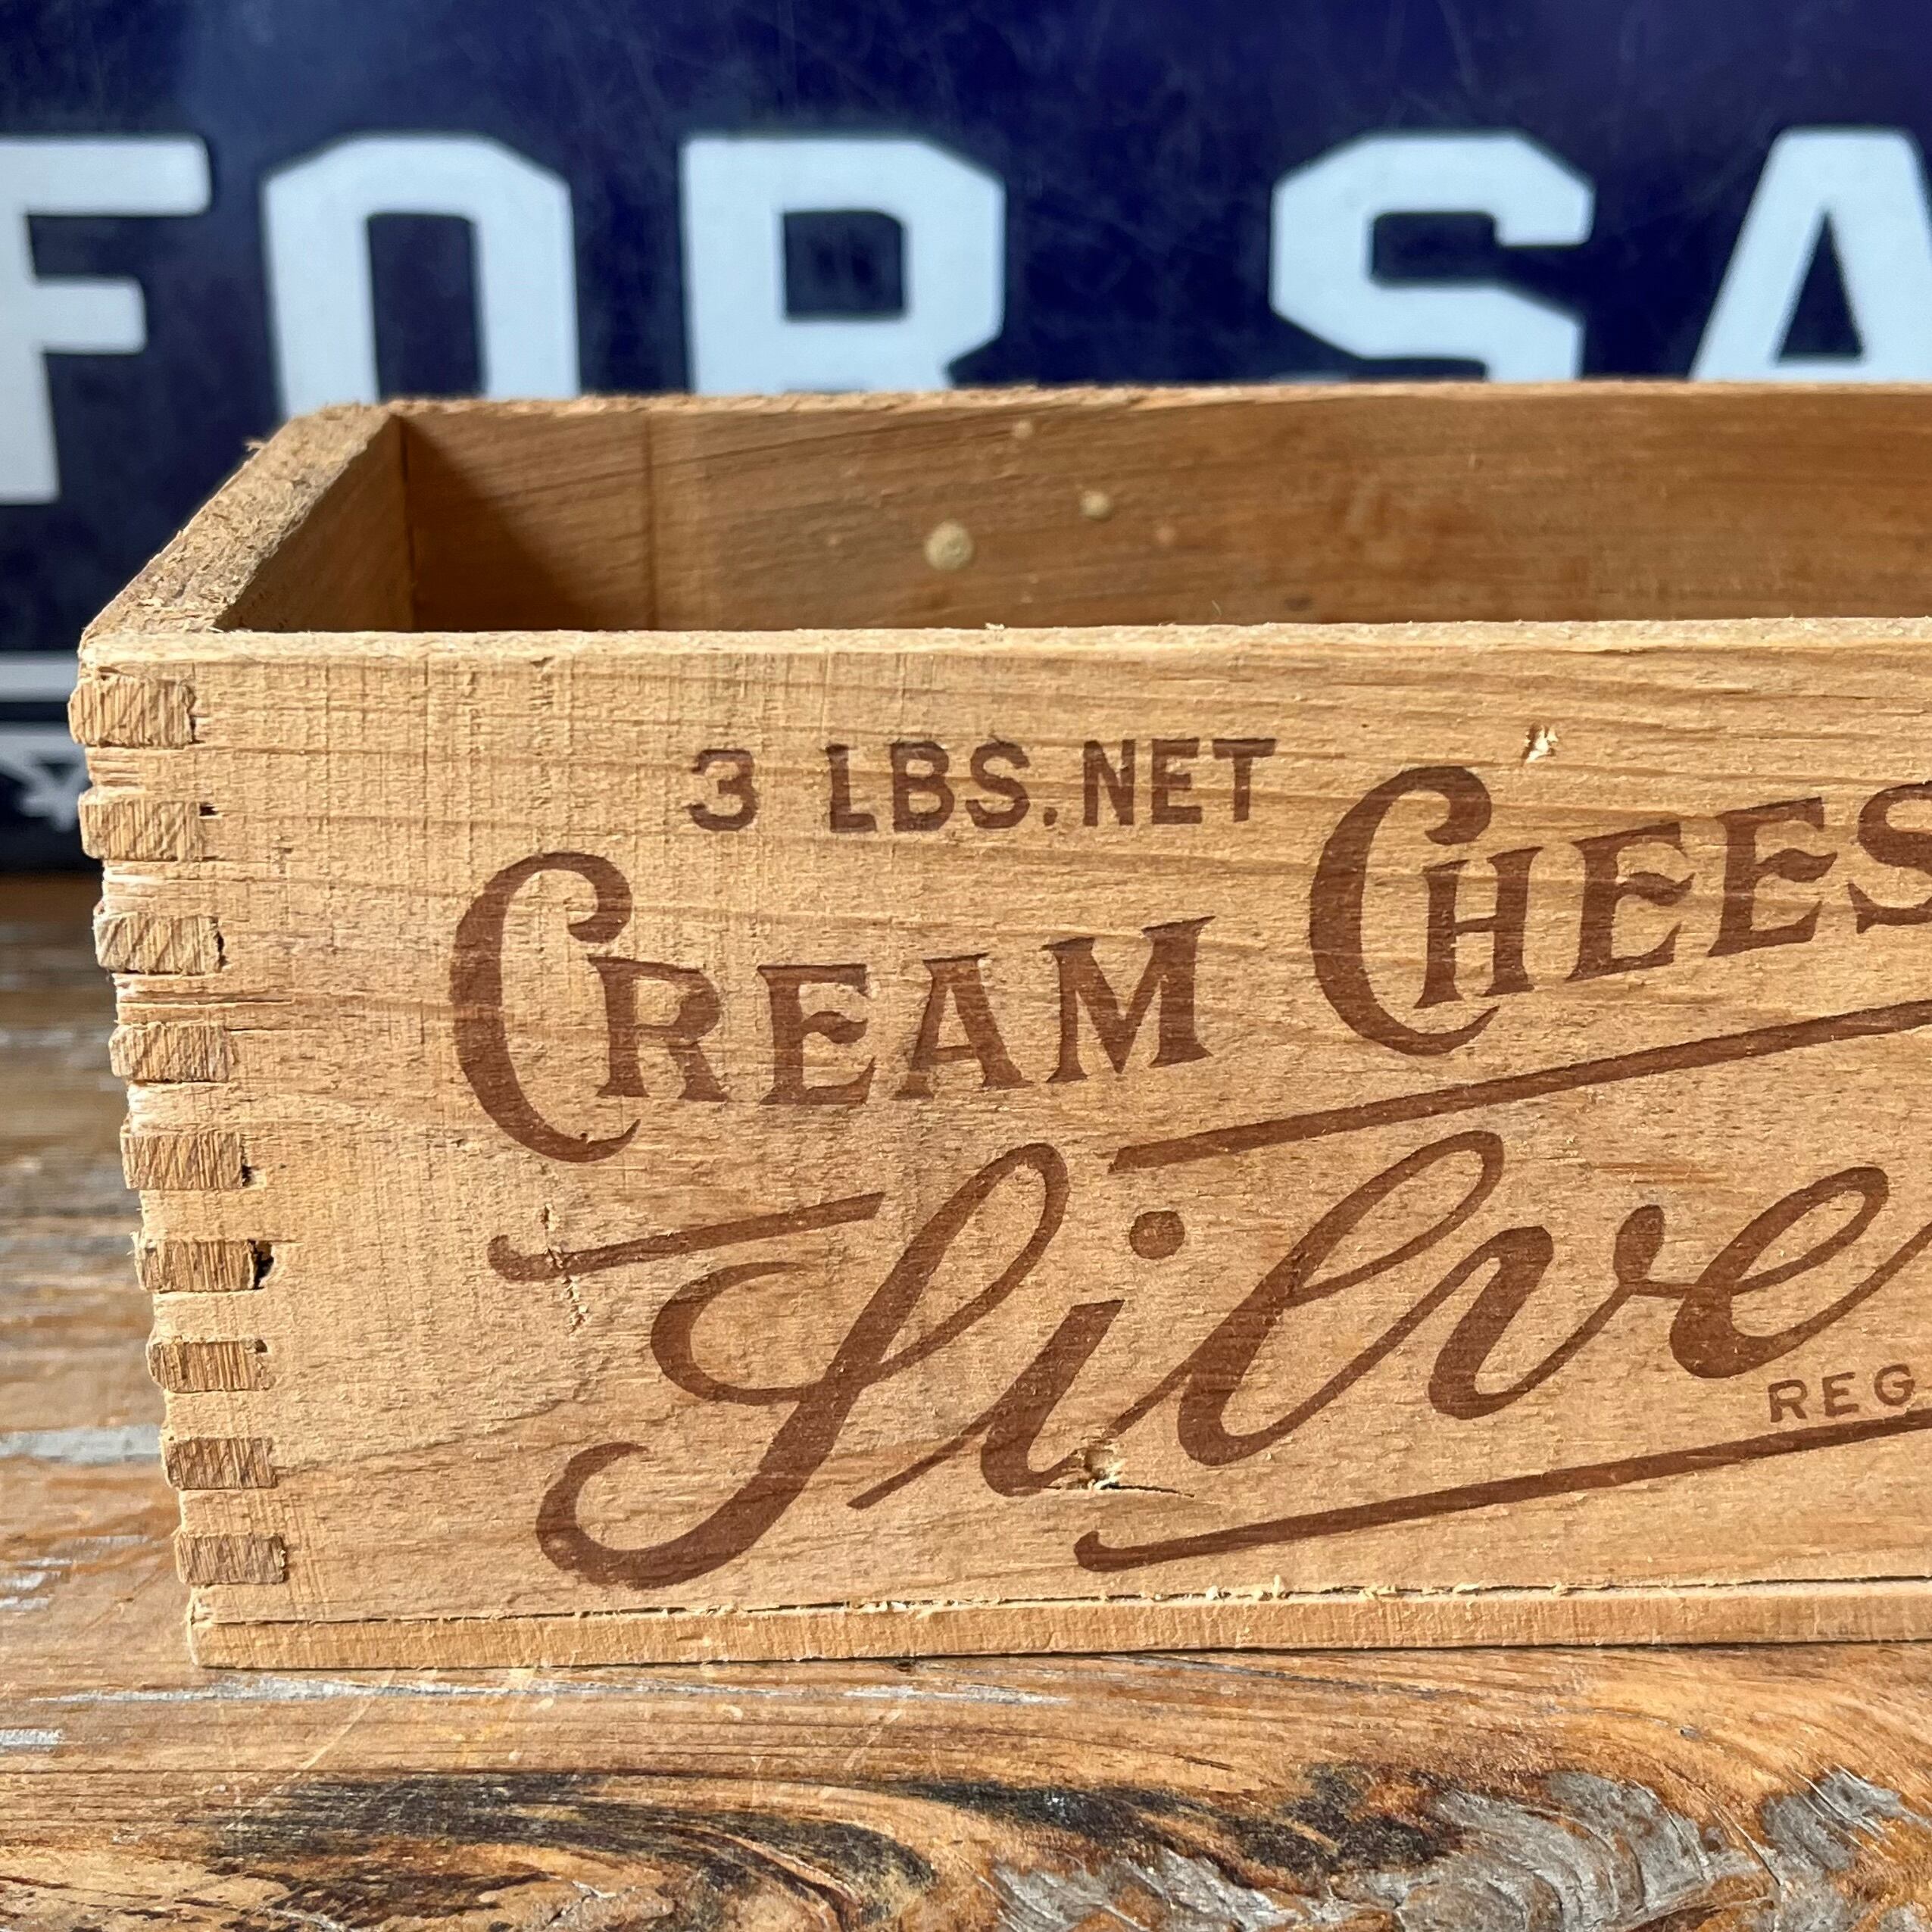 FOR SA
3 LBS. NET
CREAM CHEES
Silve
REG